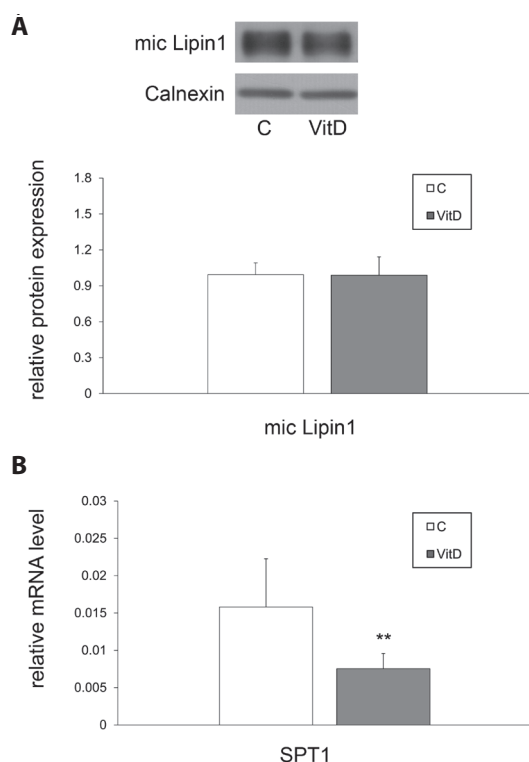 A
mic Lipin1
Calnexin
C VitD
relative protein expression
1.8
1.5
1.2
0.9
0.6
0.3
0
C
VitD
mic Lipin1
B
relative mRNA level
0.03
0.025
0.02
0.015
0.01
0.005
0
C
VitD
**
SPT1